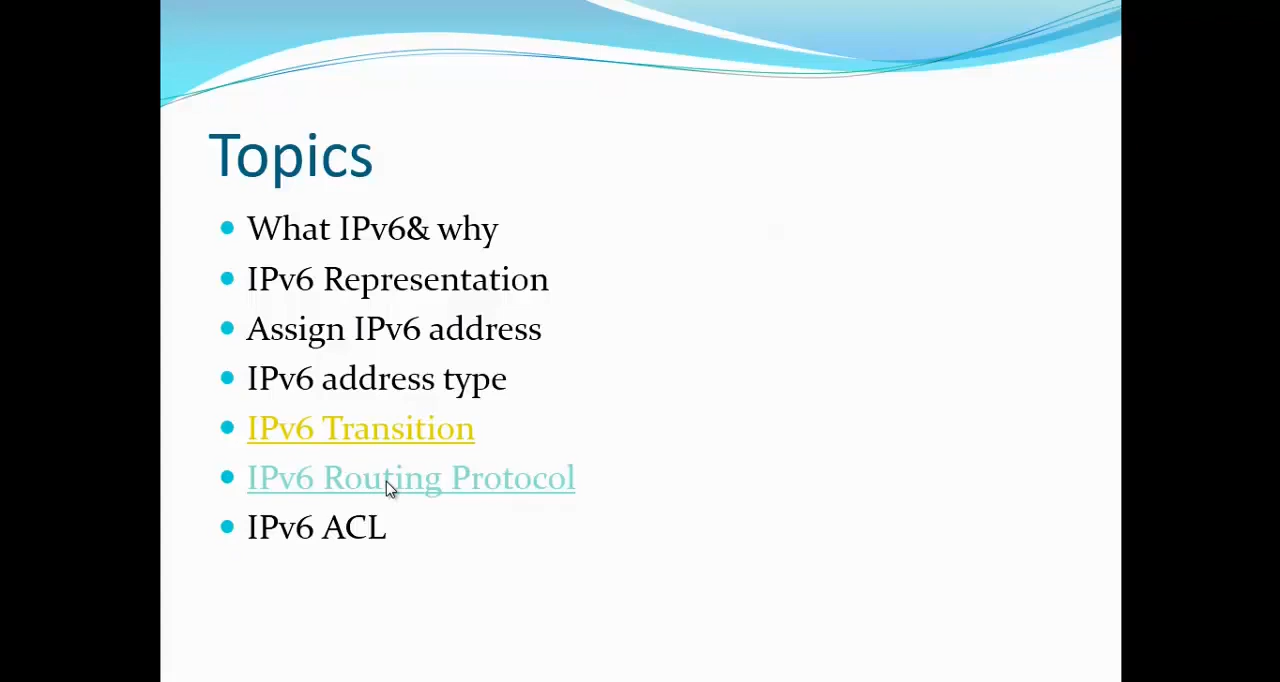 Topics
What IPv6& why
IPv6 Representation
Assign IPv6 address
IPv6 address type
IPv6 Transition
IPv6 Routing Protocol
IPv6 ACL